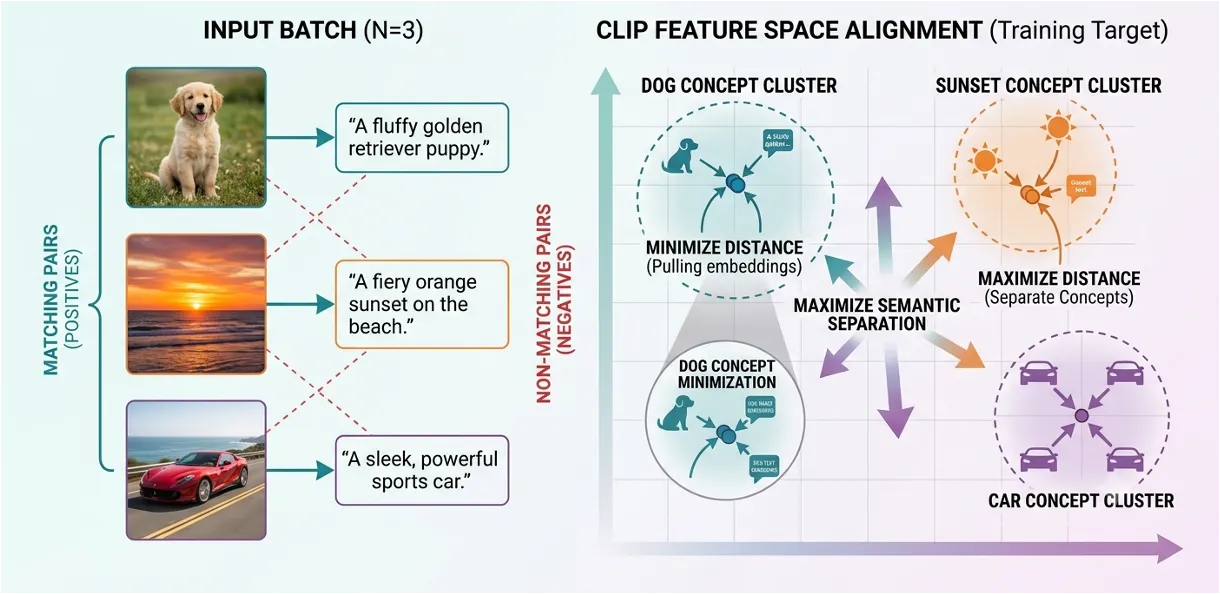 INPUT BATCH (N=3)
MATCHING PAIRS
(POSITIVES)
“A fluffy golden
retriever puppy.”
“A fiery orange
sunset on the
beach.”
“A sleek, powerful
sports car.”
NON-MATCHING PAIRS
(NEGATIVES)
CLIP FEATURE SPACE ALIGNMENT (Training Target)
DOG CONCEPT CLUSTER
MINIMIZE DISTANCE
(Pulling embeddings)
SUNSET CONCEPT CLUSTER
MAXIMIZE DISTANCE
(Separate Concepts)
MAXIMIZE SEMANTIC
SEPARATION
DOG CONCEPT
MINIMIZATION
CAR CONCEPT CLUSTER